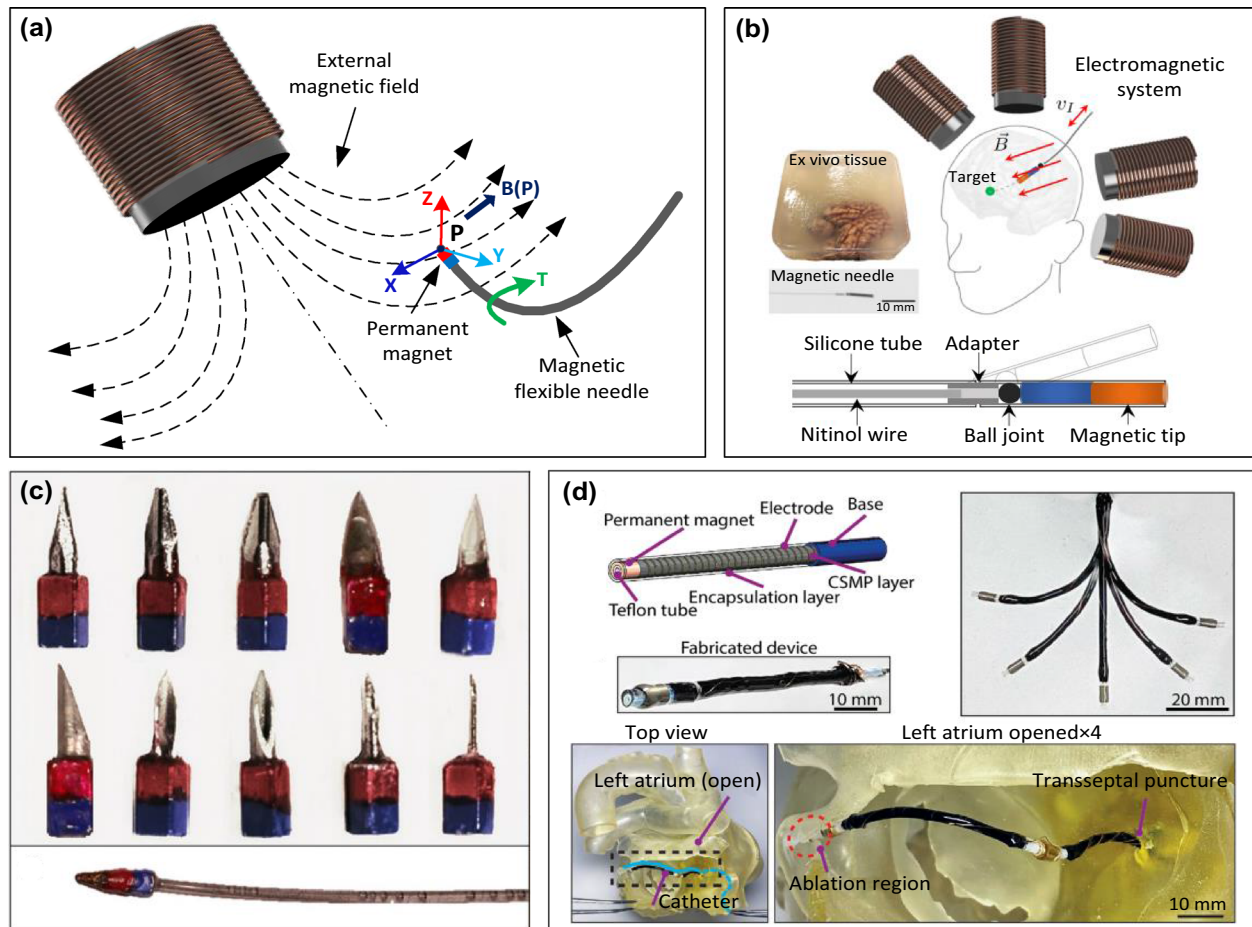 (a)
External
magnetic field
Z
B(P)
P
Y
X
T
Permanent
magnet
Magnetic
flexible needle
(b)
Electromagnetic
system
v_I
B⃗
Ex vivo tissue
Target
Magnetic needle
10 mm
Silicone tube
Adapter
Nitinol wire
Ball joint
Magnetic tip
(c)
(d)
Electrode
Base
Permanent magnet
CSMP layer
Encapsulation layer
Teflon tube
Fabricated device
10 mm
20 mm
Top view
Left atrium (open)
Catheter
Left atrium opened×4
Transseptal puncture
Ablation region
10 mm